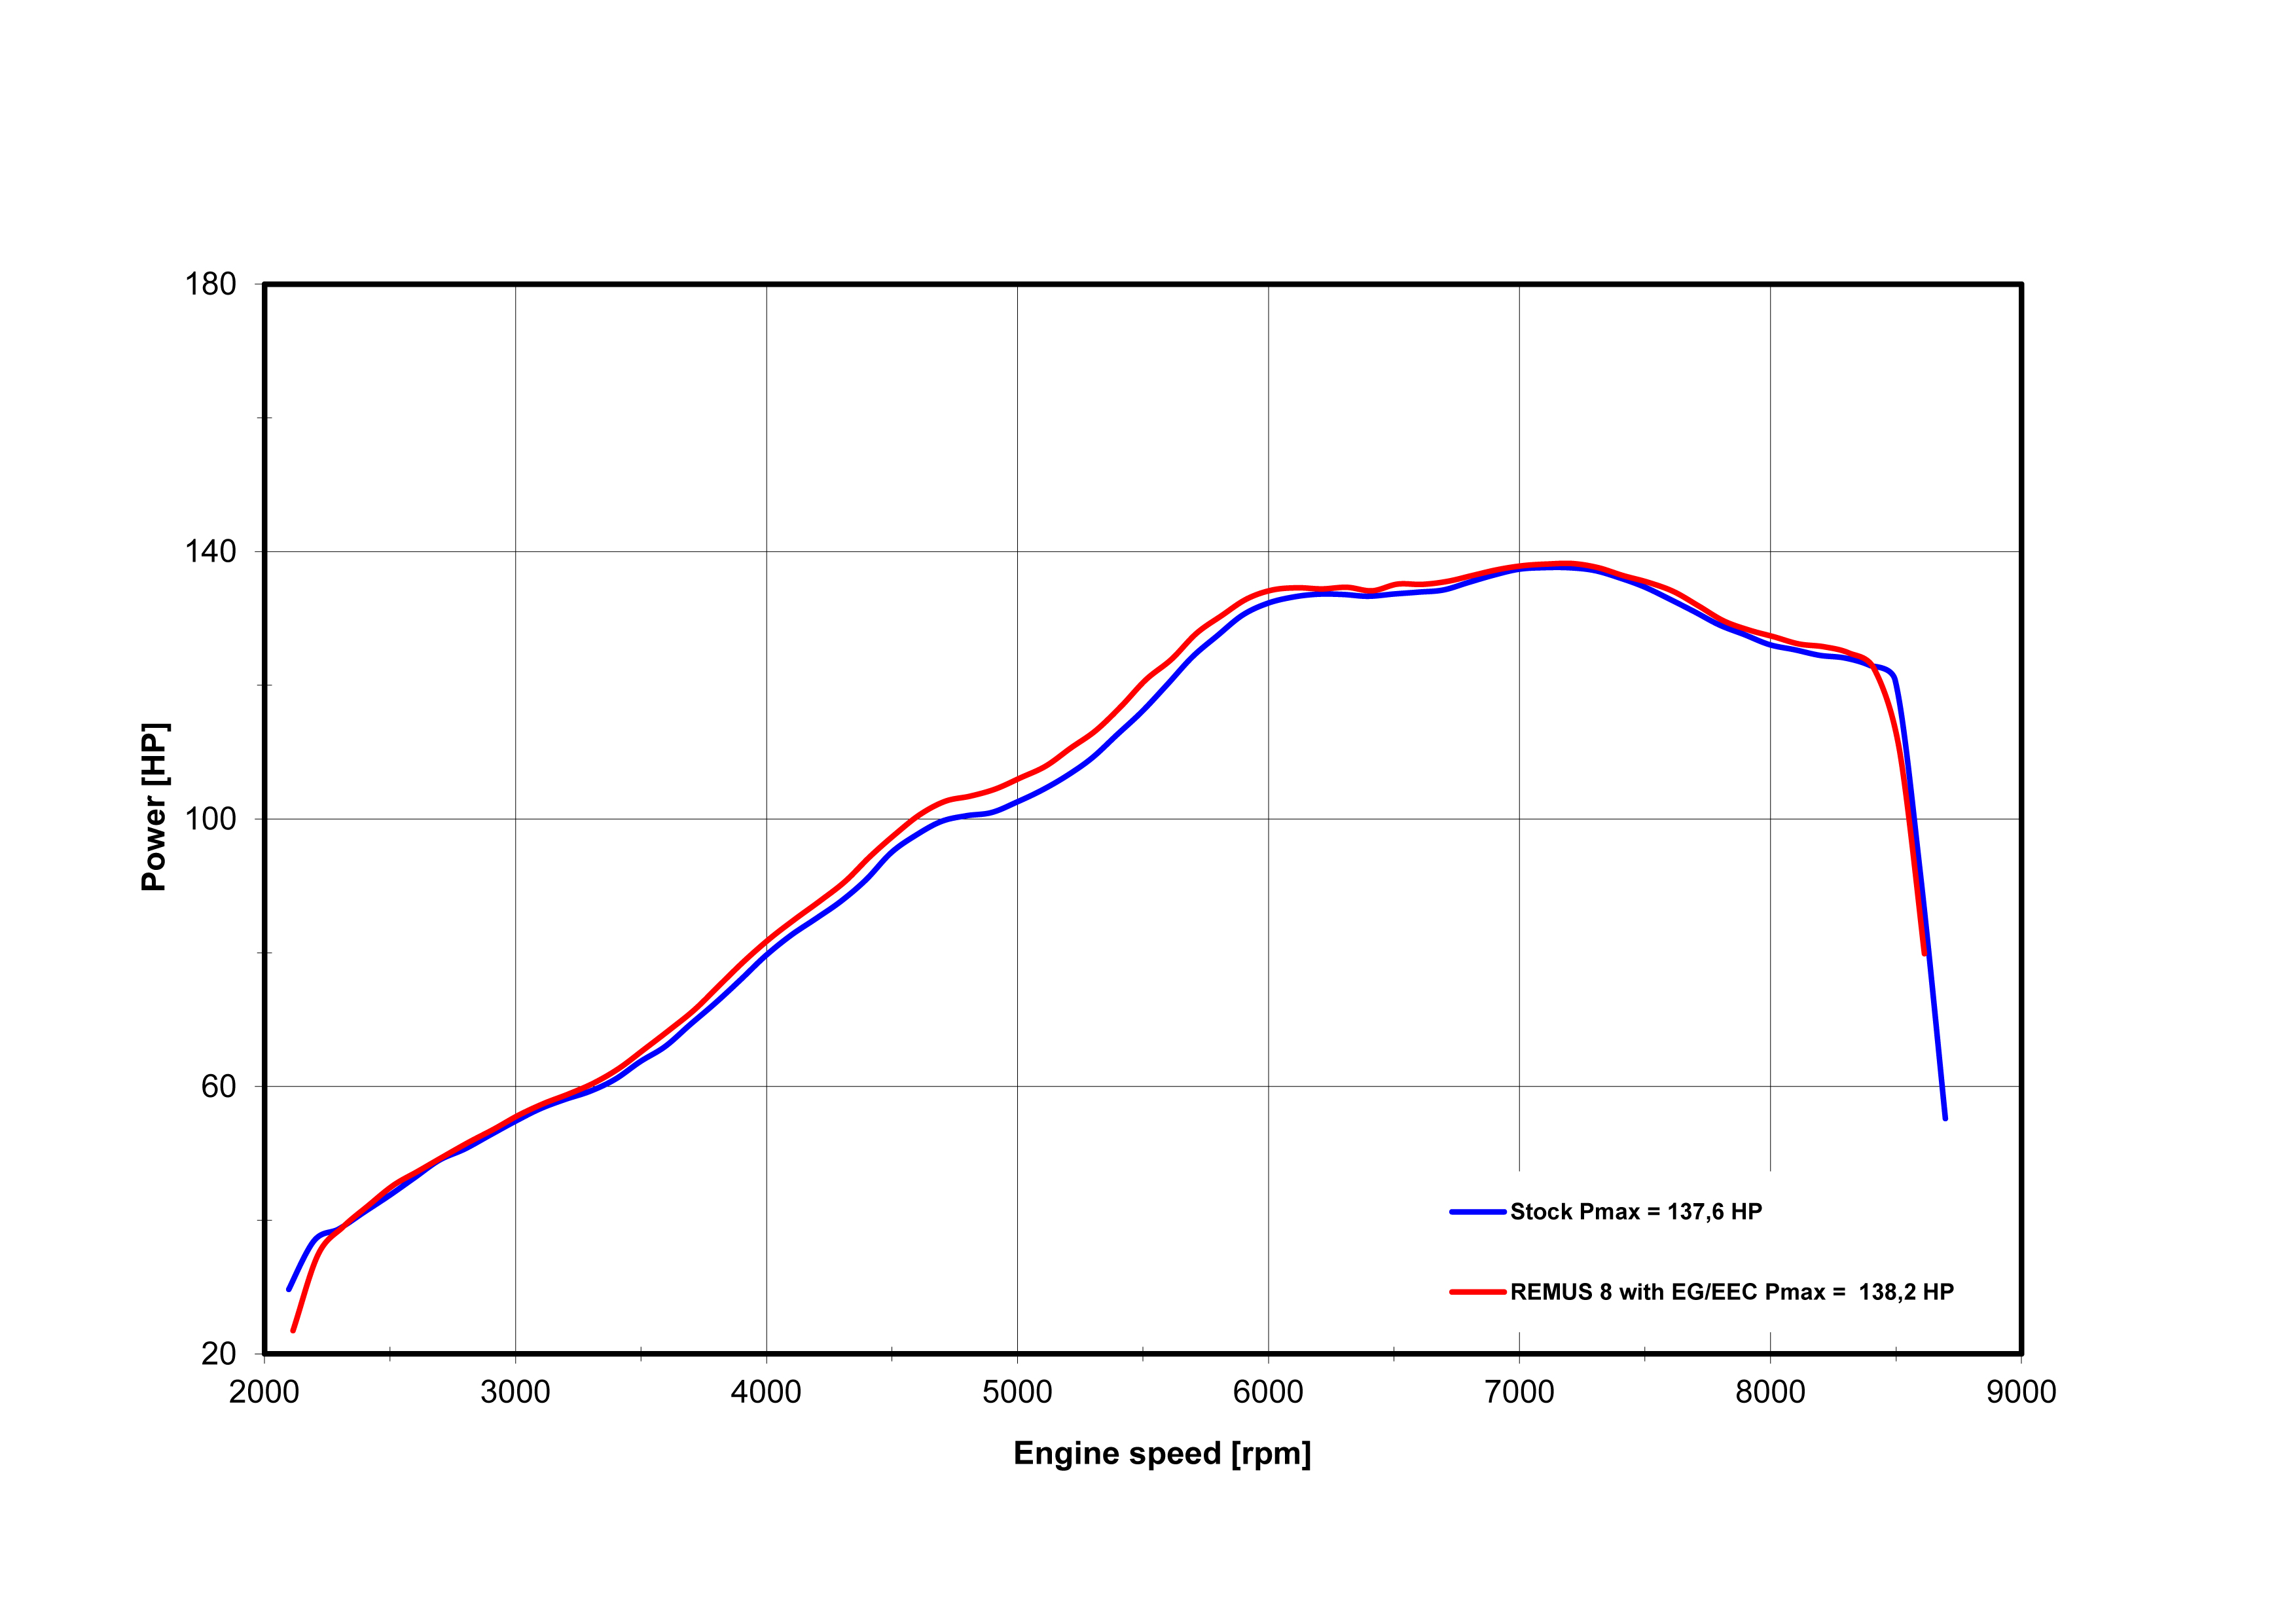 180
140
100
60
20
Power [HP]
Stock Pmax = 137,6 HP
REMUS 8 with EG/EEC Pmax =  138,2 HP
2000 3000 4000 5000 6000 7000 8000 9000
Engine speed [rpm]